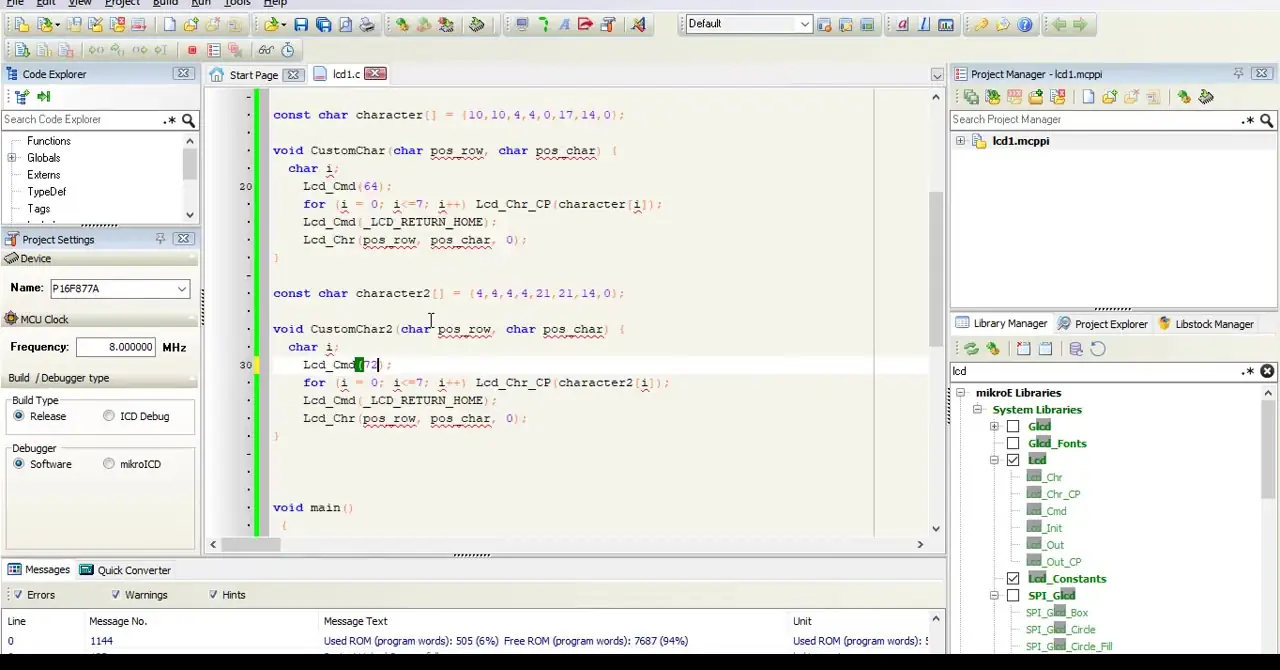 File Edit View Project Build Run Tools Help
Default
Code Explorer
Start Page
lcd1.c
Project Manager - lcd1.mcppi
Search Code Explorer
Search Project Manager
Functions
Globals
Externs
TypeDef
Tags
lcd1.mcppi
const char character[] = {10,10,4,4,0,17,14,0};
void CustomChar(char pos_row, char pos_char) {
char i;
20 Lcd_Cmd(64);
for (i = 0; i<=7; i++) Lcd_Chr_CP(character[i]);
Lcd_Cmd(_LCD_RETURN_HOME);
Lcd_Chr(pos_row, pos_char, 0);
}
const char character2[] = {4,4,4,4,21,21,14,0};
void CustomChar2(char pos_row, char pos_char) {
char i;
30 Lcd_Cmd(72);
for (i = 0; i<=7; i++) Lcd_Chr_CP(character2[i]);
Lcd_Cmd(_LCD_RETURN_HOME);
Lcd_Chr(pos_row, pos_char, 0);
}
void main()
{
Project Settings
Device
Name: P16F877A
MCU Clock
Frequency: 8.000000 MHz
Build / Debugger type
Build Type
Release ICD Debug
Debugger
Software mikroICD
Library Manager Project Explorer Libstock Manager
lcd
mikroE Libraries
System Libraries
Glcd
Glcd_Fonts
Lcd
Lcd_Chr
Lcd_Chr_CP
Lcd_Cmd
Lcd_Init
Lcd_Out
Lcd_Out_CP
Lcd_Constants
SPI_Glcd
SPI_Glcd_Box
SPI_Glcd_Circle
SPI_Glcd_Circle_Fill
Messages Quick Converter
Errors Warnings Hints
Line Message No. Message Text Unit
0 1144 Used ROM (program words): 505 (6%) Free ROM (program words): 7687 (94%) Used ROM (program words): 5